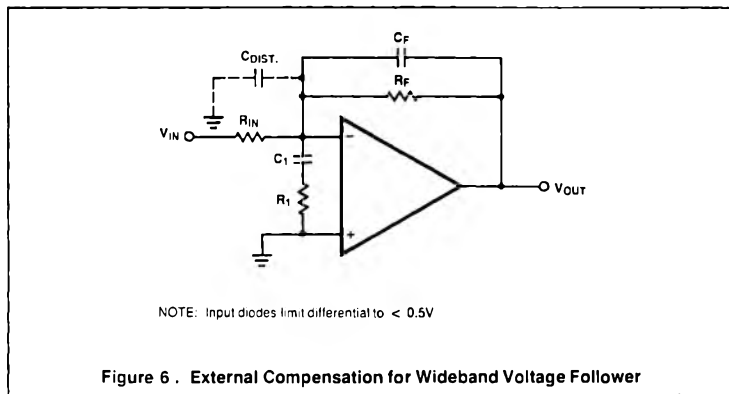 CF
CDIST.
RF
RIN
VIN
−
C1
R1
+
VOUT
NOTE: Input diodes limit differential to < 0.5V
Figure 6 . External Compensation for Wideband Voltage Follower